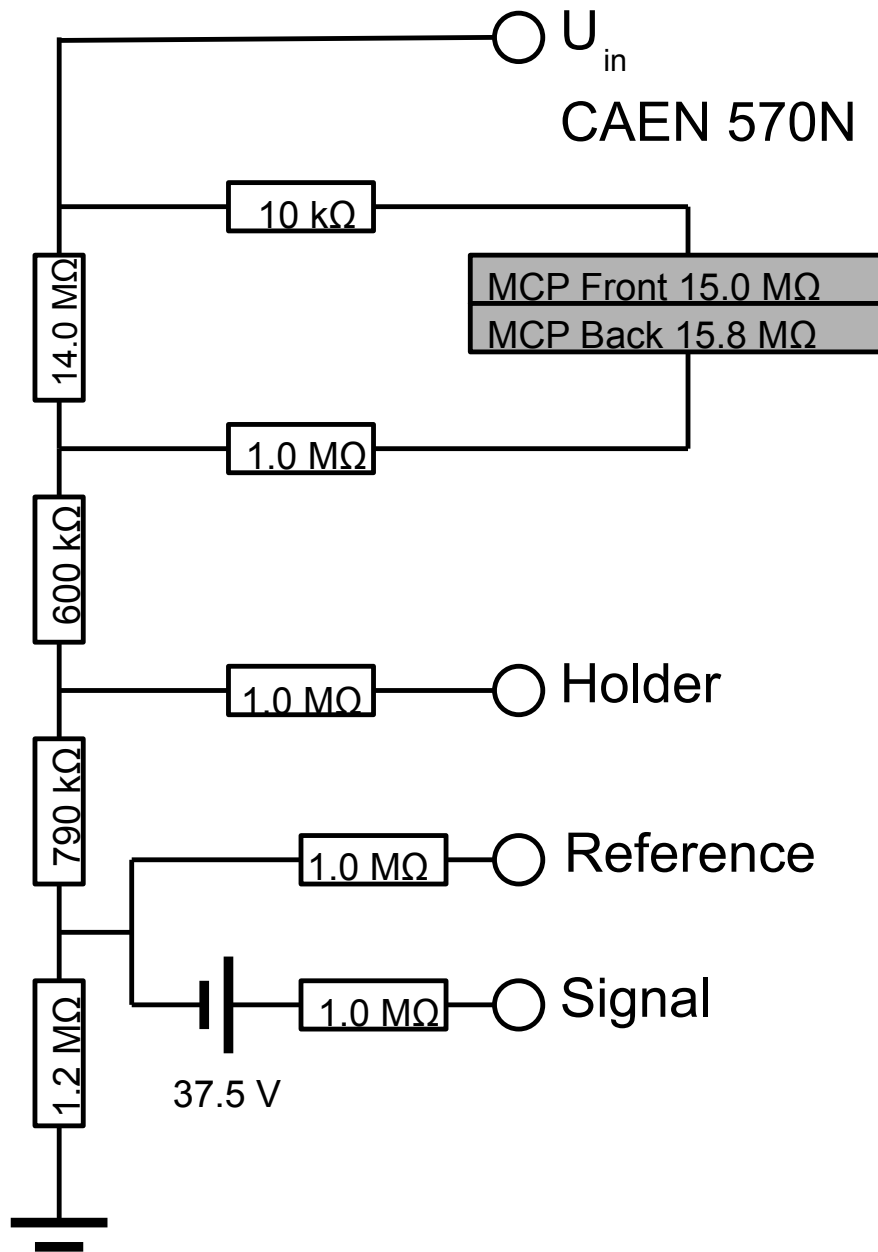 U in
CAEN 570N
10 kΩ
14.0 MΩ
MCP Front 15.0 MΩ
MCP Back 15.8 MΩ
1.0 MΩ
600 kΩ
1.0 MΩ
Holder
790 kΩ
1.0 MΩ
Reference
1.2 MΩ
1.0 MΩ
Signal
37.5 V